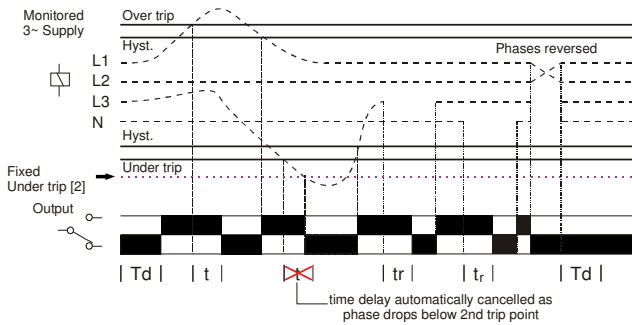 Monitored
3~ Supply
Over trip
Hyst.
Phases reversed
L1
L2
L3
N
Hyst.
Under trip
Fixed
Under trip [2]
Output
Td
t
t
tr
tr
Td
time delay automatically cancelled as
phase drops below 2nd trip point